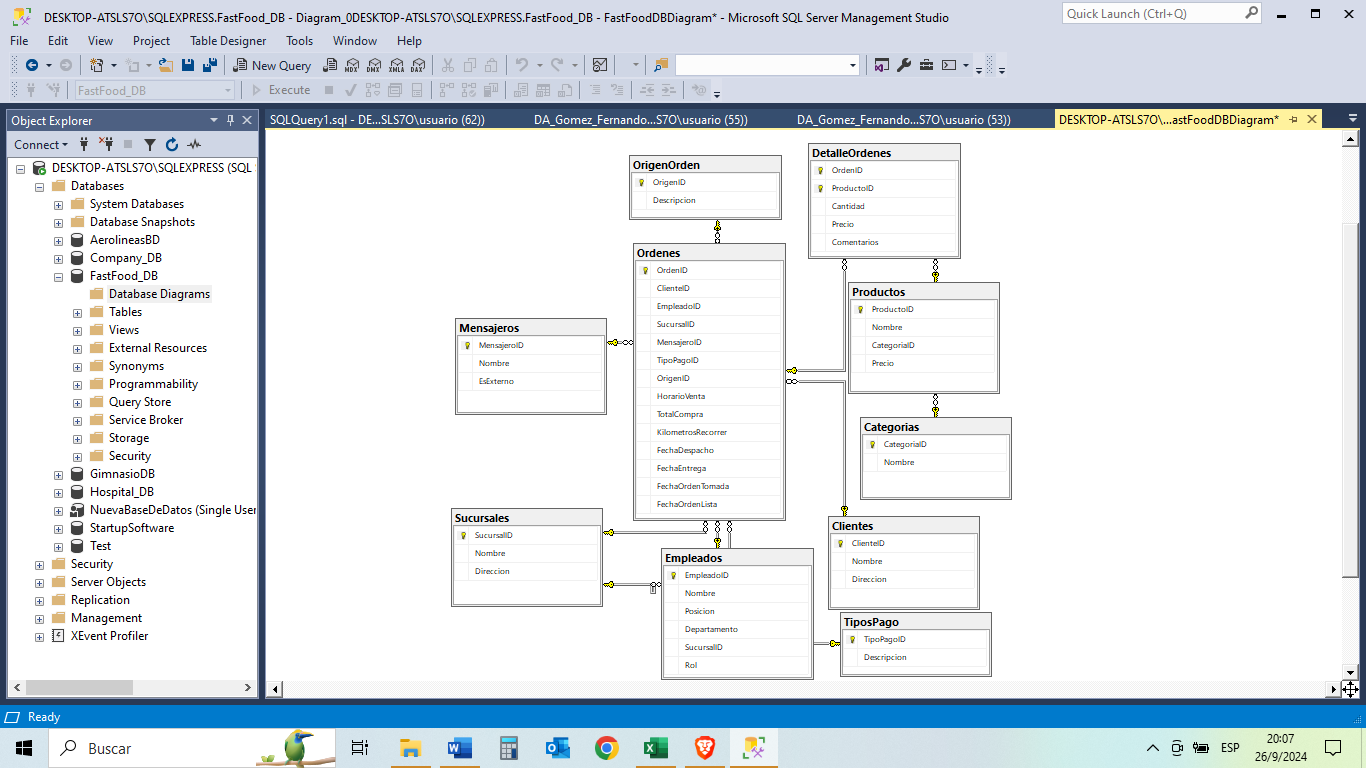 DESKTOP-ATSLS7O\SQLEXPRESS.FastFood_DB - Diagram_0DESKTOP-ATSLS7O\SQLEXPRESS.FastFood_DB - FastFoodDBDiagram* - Microsoft SQL Server Management Studio
Quick Launch (Ctrl+Q)
File Edit View Project Table Designer Tools Window Help
New Query
MDX DMX XMLA DAX
FastFood_DB
Execute
Object Explorer
SQLQuery1.sql - DE...SLS7O\usuario (62))
DA_Gomez_Fernando...S7O\usuario (55))
DA_Gomez_Fernando...S7O\usuario (53))
DESKTOP-ATSLS7O\...astFoodDBDiagram*
Connect
DESKTOP-ATSLS7O\SQLEXPRESS (SQL
Databases
System Databases
Database Snapshots
AerolineasBD
Company_DB
FastFood_DB
Database Diagrams
Tables
Views
External Resources
Synonyms
Programmability
Query Store
Service Broker
Storage
Security
GimnasioDB
Hospital_DB
NuevaBaseDeDatos (Single User
StartupSoftware
Test
Security
Server Objects
Replication
Management
XEvent Profiler
OrigenOrden
OrigenID
Descripcion
DetalleOrdenes
OrdenID
ProductoID
Cantidad
Precio
Comentarios
Ordenes
OrdenID
ClienteID
EmpleadoID
SucursalID
MensajeroID
TipoPagoID
OrigenID
HorarioVenta
TotalCompra
KilometrosRecorrer
FechaDespacho
FechaEntrega
FechaOrdenTomada
FechaOrdenLista
Productos
ProductoID
Nombre
CategoriaID
Precio
Mensajeros
MensajeroID
Nombre
EsExterno
Categorias
CategoriaID
Nombre
Sucursales
SucursalID
Nombre
Direccion
Clientes
ClienteID
Nombre
Direccion
Empleados
EmpleadoID
Nombre
Posicion
Departamento
SucursalID
Rol
TiposPago
TipoPagoID
Descripcion
Ready
Buscar
ESP
20:07
26/9/2024